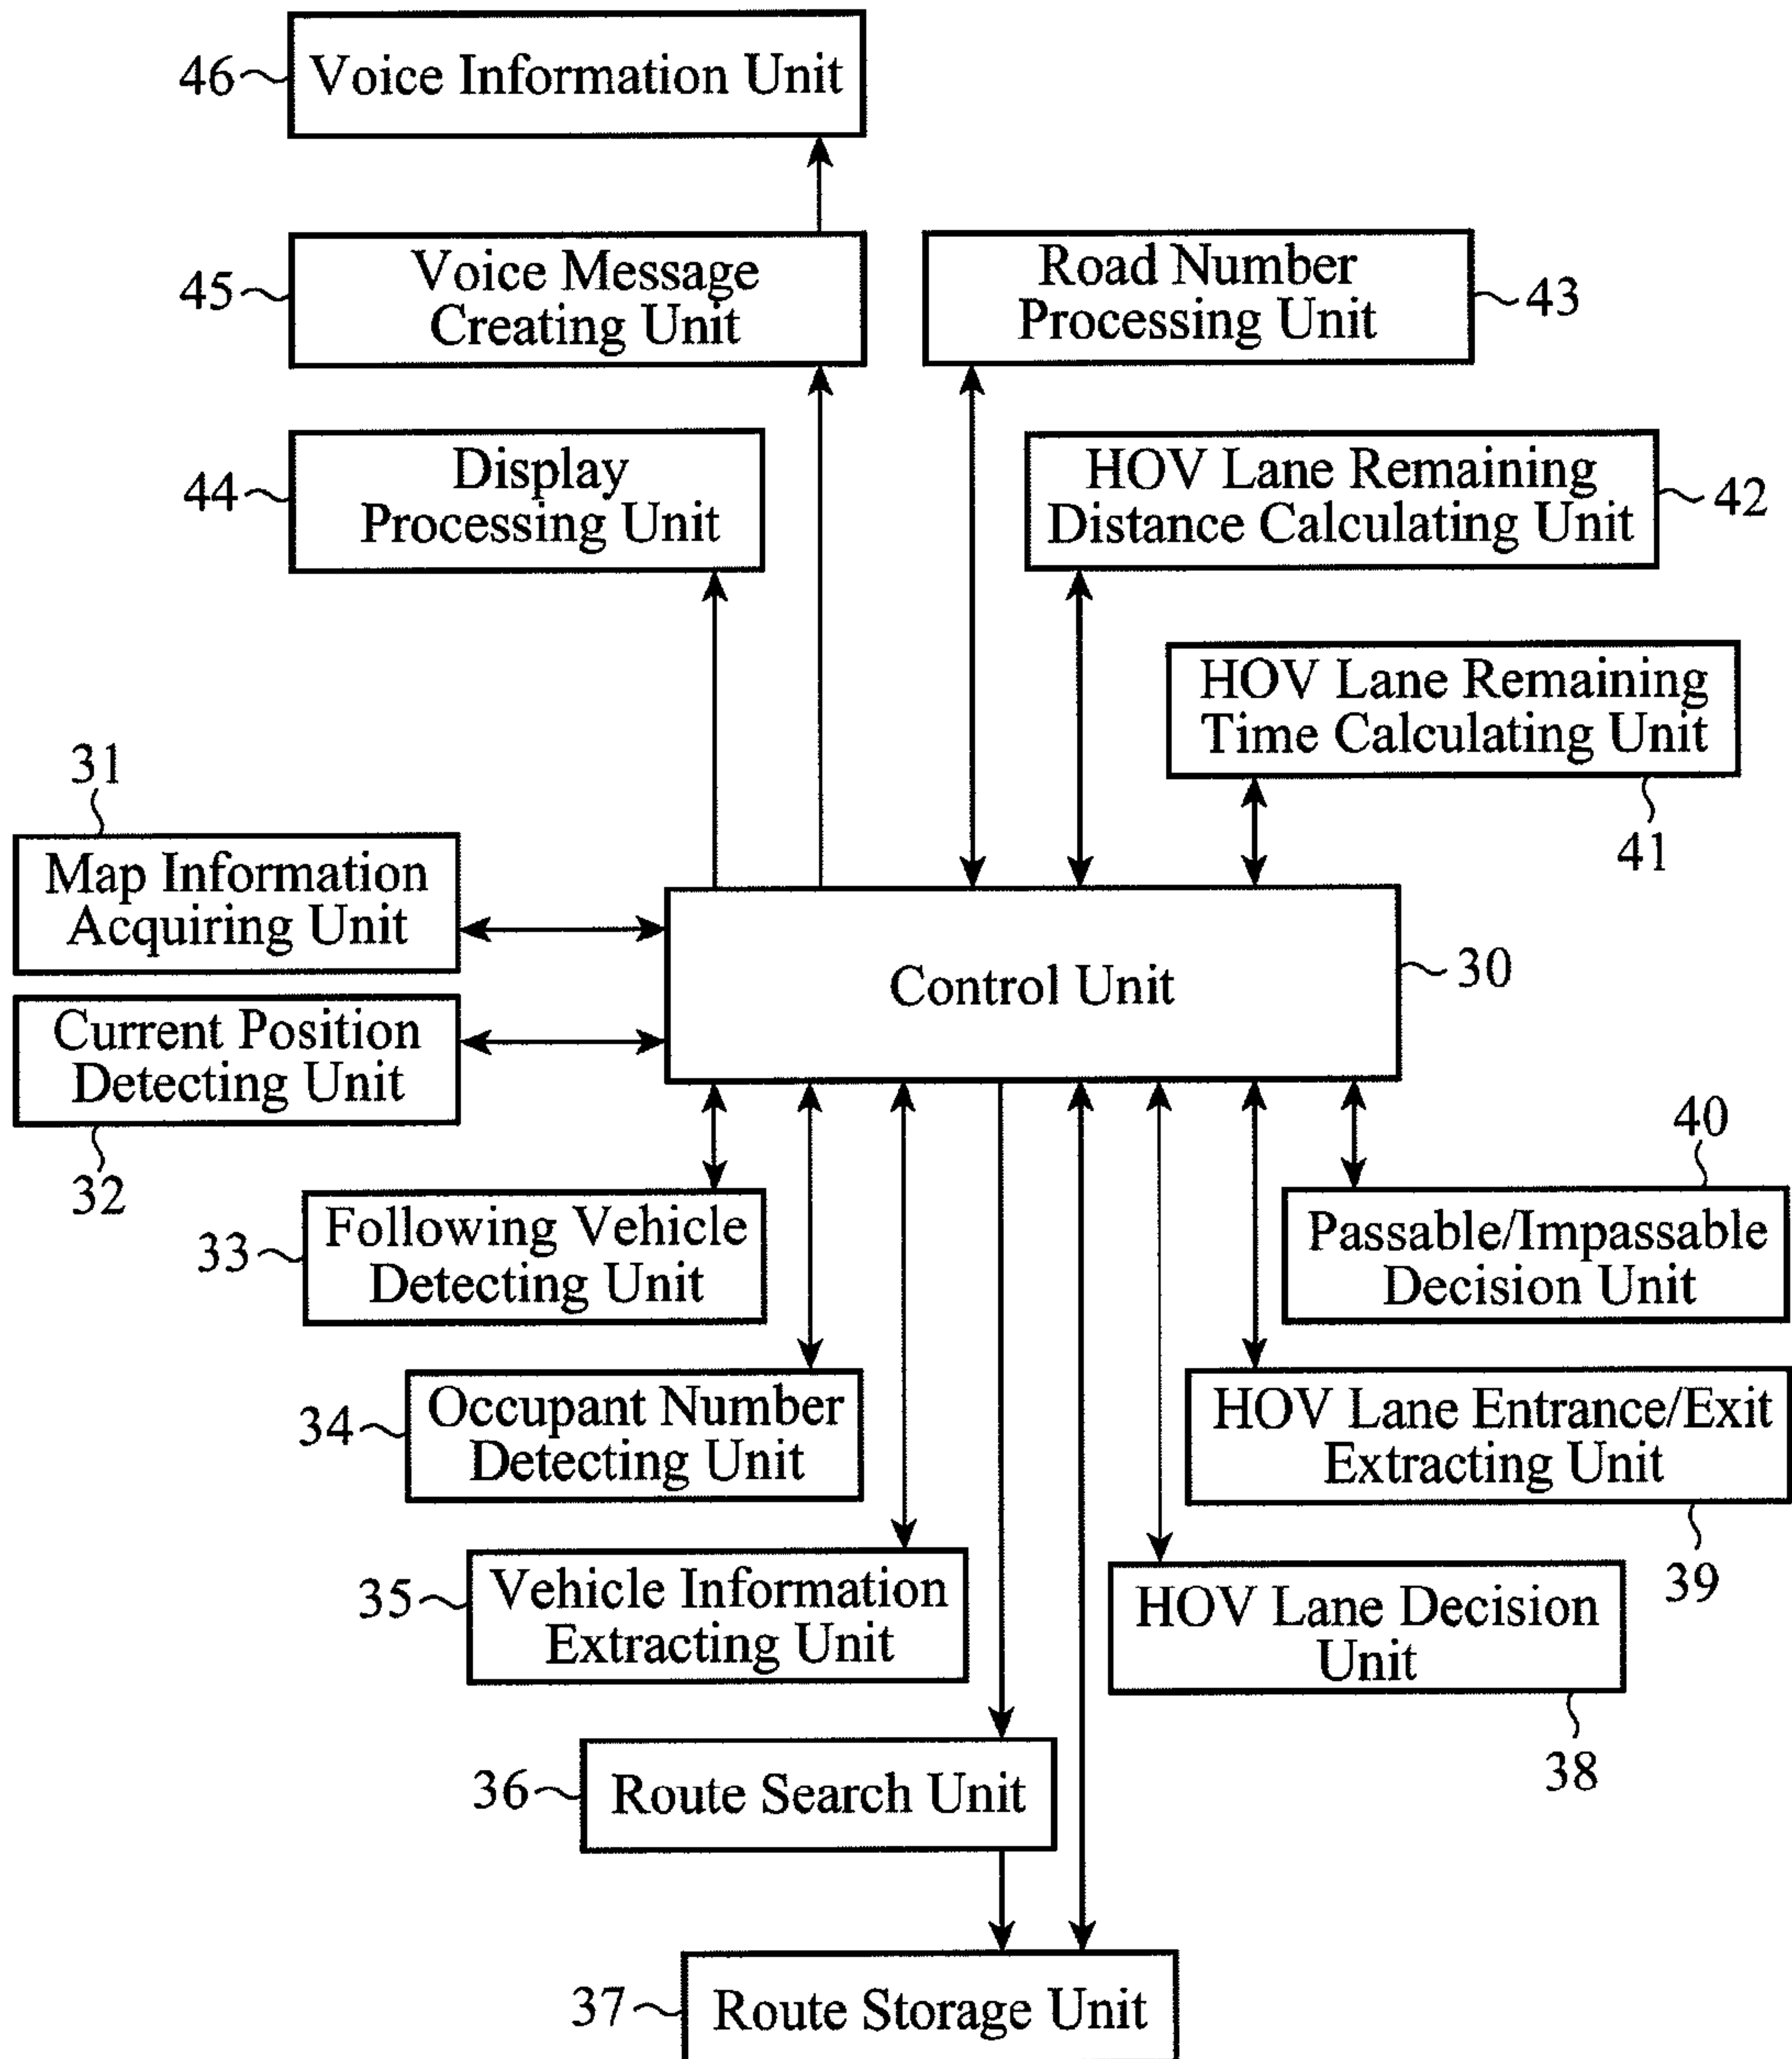 46
Voice Information Unit
45
Voice Message
Creating Unit
Road Number
Processing Unit
43
44
Display
Processing Unit
HOV Lane Remaining
Distance Calculating Unit
42
HOV Lane Remaining
Time Calculating Unit
41
31
Map Information
Acquiring Unit
Control Unit
30
Current Position
Detecting Unit
32
33
Following Vehicle
Detecting Unit
40
Passable/Impassable
Decision Unit
34
Occupant Number
Detecting Unit
HOV Lane Entrance/Exit
Extracting Unit
39
35
Vehicle Information
Extracting Unit
HOV Lane Decision
Unit
38
36
Route Search Unit
37
Route Storage Unit